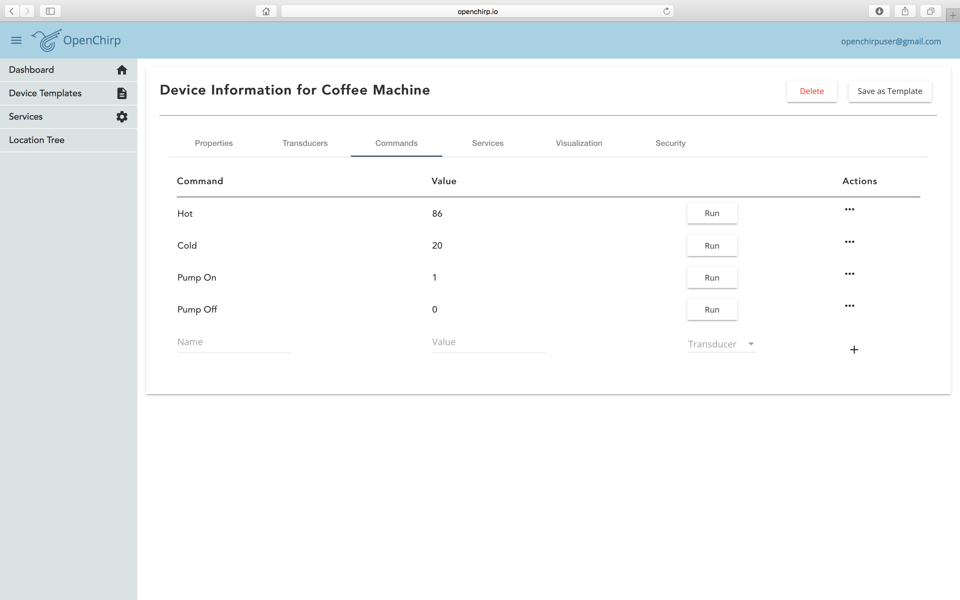 openchirp.io
OpenChirp
openchirpuser@gmail.com
Dashboard
Device Templates
Services
Location Tree
Device Information for Coffee Machine
Delete
Save as Template
Properties Transducers Commands Services Visualization Security
Command Value Actions
Hot 86 Run
Cold 20 Run
Pump On 1 Run
Pump Off 0 Run
Name Value Transducer